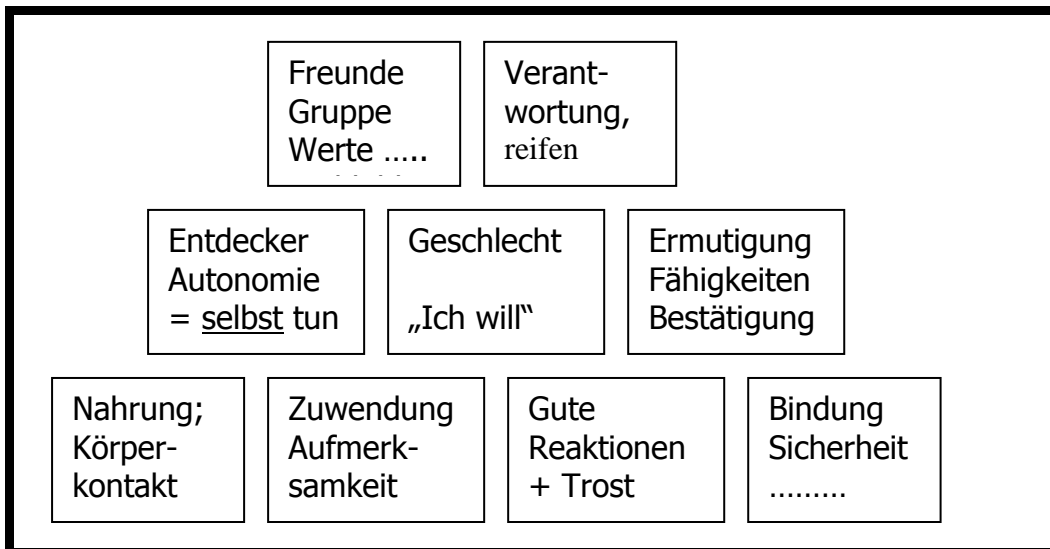 Freunde
Gruppe
Werte .....
Verant-
wortung,
reifen
Entdecker
Autonomie
= selbst tun
Geschlecht
„Ich will“
Ermutigung
Fähigkeiten
Bestätigung
Nahrung;
Körper-
kontakt
Zuwendung
Aufmerk-
samkeit
Gute
Reaktionen
+ Trost
Bindung
Sicherheit
.........